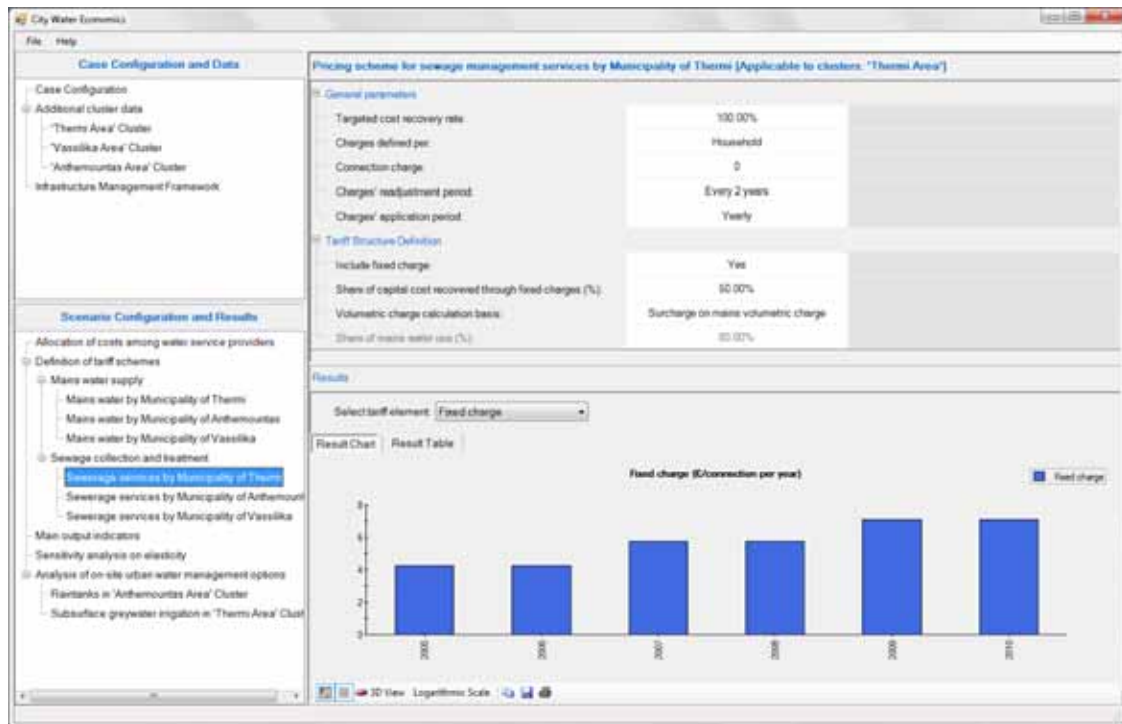 City Water Economics
File Help
Case Configuration and Data
Case Configuration
Additional cluster data
'Thermi Area' Cluster
'Vassilika Area' Cluster
'Anthemountas Area' Cluster
Infrastructure Management Framework
Scenario Configuration and Results
Allocation of costs among water service providers
Definition of tariff schemes
Mains water supply
Mains water by Municipality of Thermi
Mains water by Municipality of Anthemountas
Mains water by Municipality of Vassilika
Sewage collection and treatment
Sewerage services by Municipality of Thermi
Sewerage services by Municipality of Anthemount
Sewerage services by Municipality of Vassilika
Main output indicators
Sensitivity analysis on elasticity
Analysis of on-site urban water management options
Raintanks in 'Anthemountas Area' Cluster
Subsurface greywater irrigation in 'Thermi Area' Clust
Pricing scheme for sewage management services by Municipality of Thermi [Applicable to clusters: 'Thermi Area']
General parameters
Targeted cost recovery rate: 100.00%
Charges defined per: Household
Connection charge: 0
Charges' readjustment period: Every 2 years
Charges' application period: Yearly
Tariff Structure Definition
Include fixed charge: Yes
Share of capital cost recovered through fixed charges (%): 50.00%
Volumetric charge calculation basis: Surcharge on mains volumetric charge
Share of mains water use (%): 80.00%
Results
Select tariff element: Fixed charge
Result Chart Result Table
Fixed charge (€/connection per year)
Fixed charge
8
6
4
2
0
2005 2006 2007 2008 2009 2010
3D View Logarithmic Scale